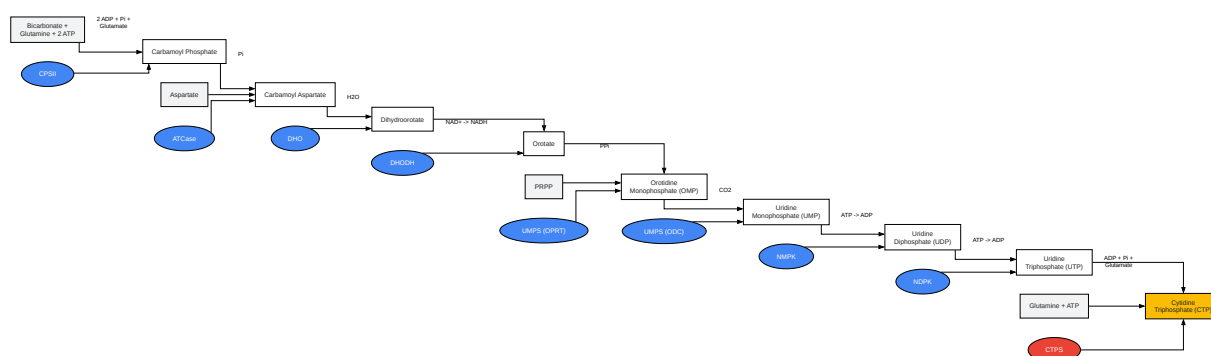 Bicarbonate +
Glutamine + 2 ATP
2 ADP + Pi +
Glutamate
Carbamoyl Phosphate
Pi
CPSII
Aspartate
Carbamoyl Aspartate
H2O
ATCase
DHO
Dihydroorotate
NAD+ -> NADH
DHODH
Orotate
PPi
PRPP
Orotidine
Monophosphate (OMP)
CO2
UMPS (OPRT)
UMPS (ODC)
Uridine
Monophosphate (UMP)
ATP -> ADP
NMPK
Uridine
Diphosphate (UDP)
ATP -> ADP
NDPK
Uridine
Triphosphate (UTP)
ADP + Pi +
Glutamate
Glutamine + ATP
Cytidine
Triphosphate (CTP)
CTPS